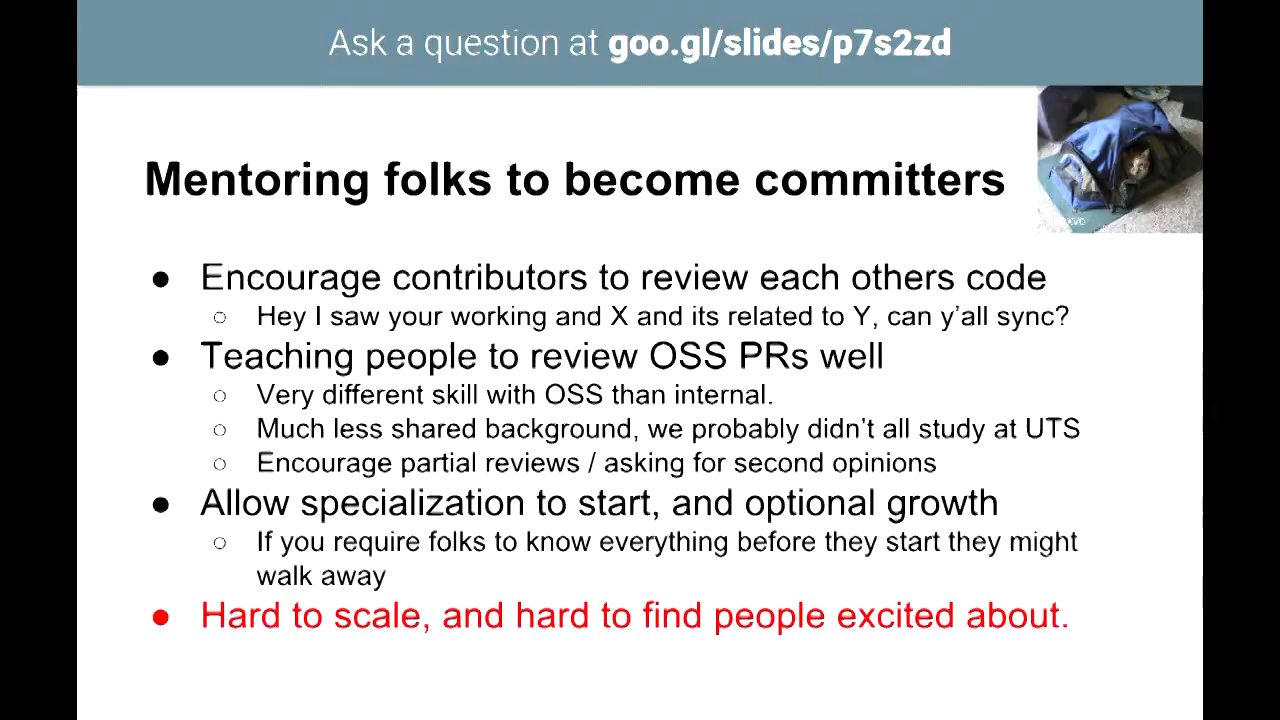 Ask a question at goo.gl/slides/p7s2zd
Mentoring folks to become committers
● Encourage contributors to review each others code
○ Hey I saw your working and X and its related to Y, can y'all sync?
● Teaching people to review OSS PRs well
○ Very different skill with OSS than internal.
○ Much less shared background, we probably didn't all study at UTS
○ Encourage partial reviews / asking for second opinions
● Allow specialization to start, and optional growth
○ If you require folks to know everything before they start they might
walk away
● Hard to scale, and hard to find people excited about.